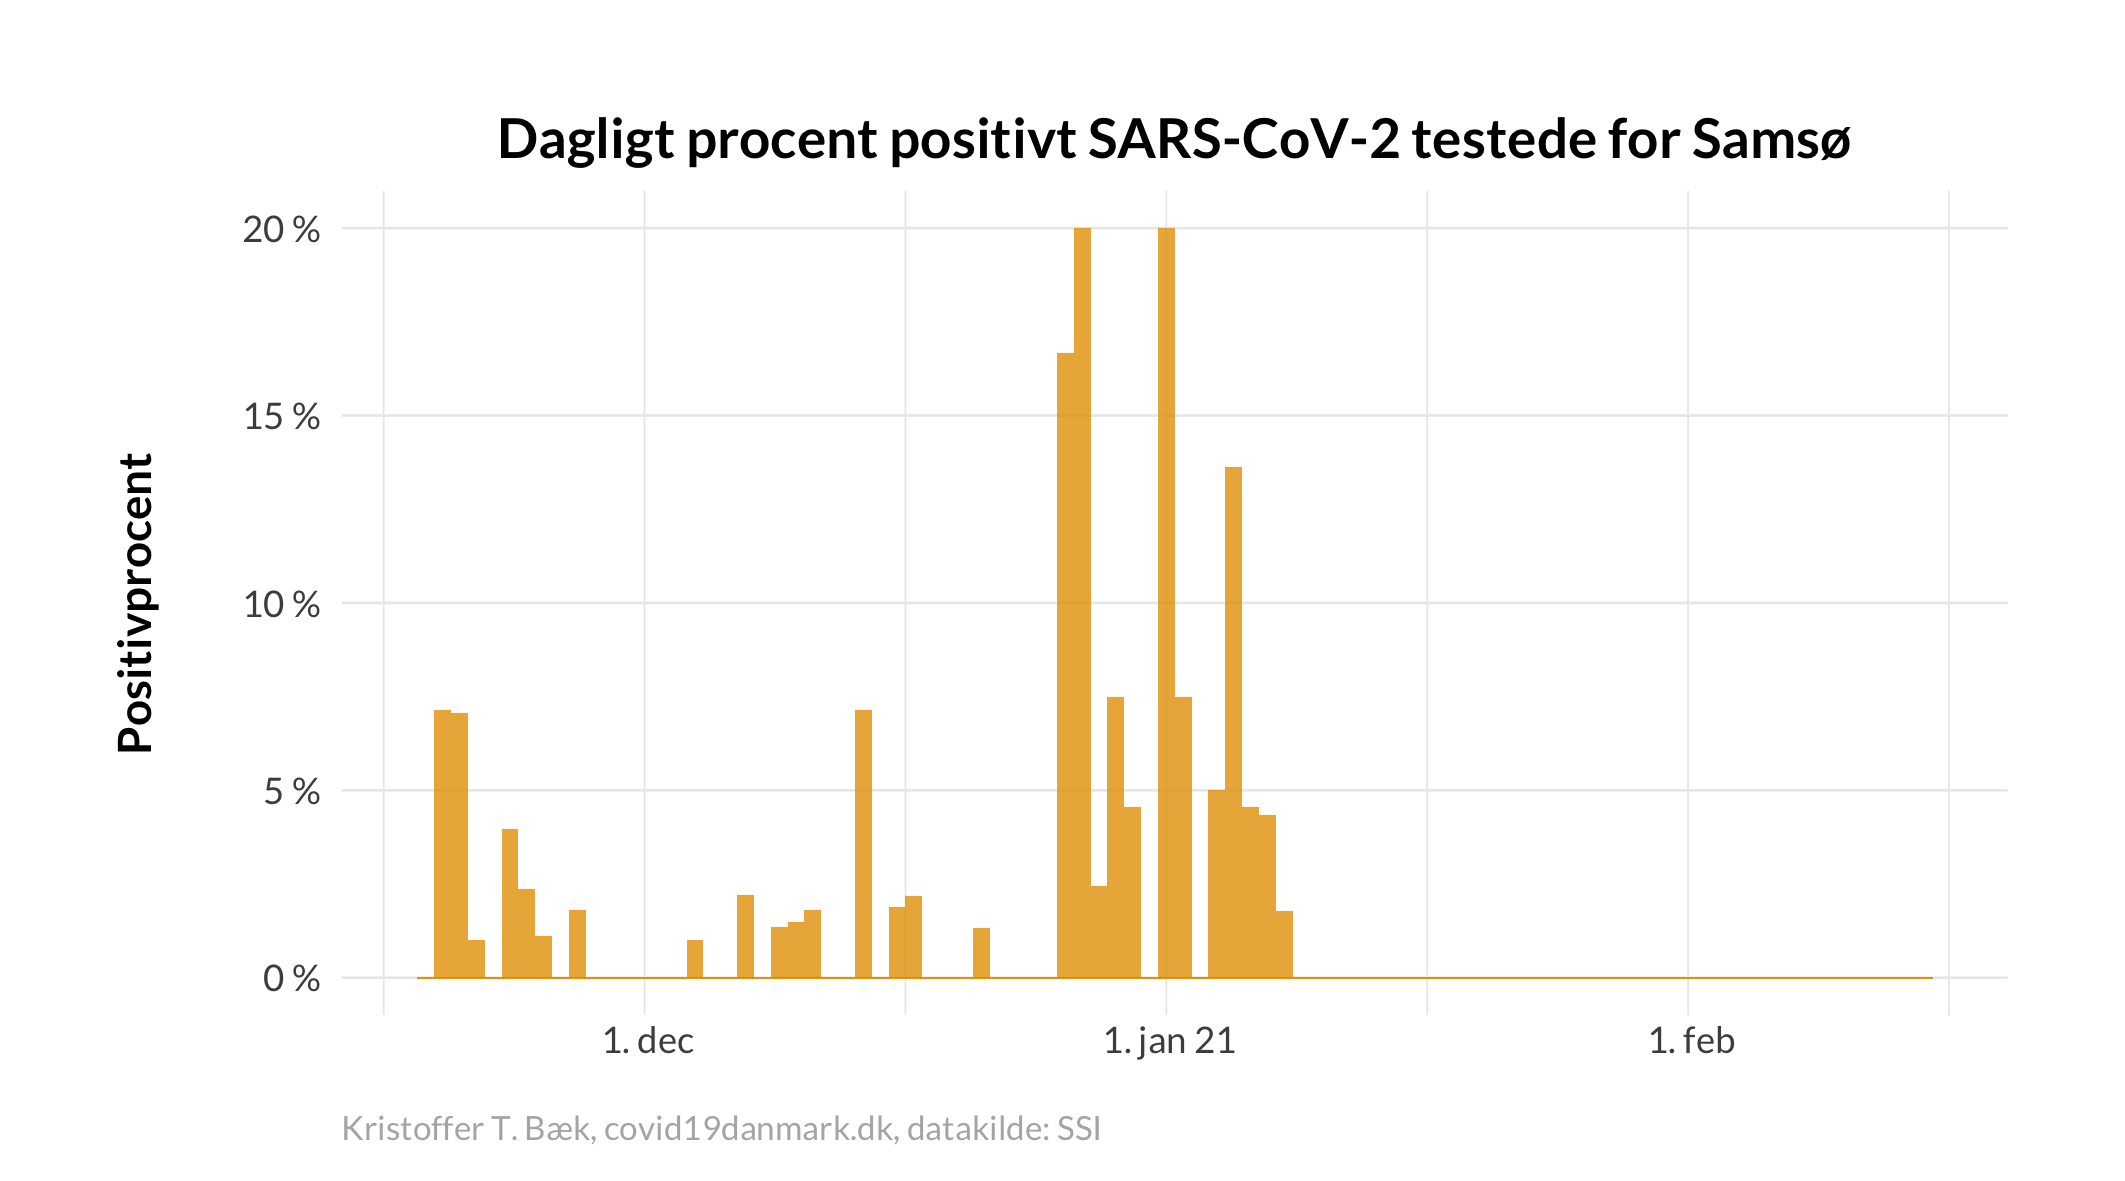 Dagligt procent positivt SARS-CoV-2 testede for Samsø
Positivprocent
20 %
15 %
10 %
5 %
0 %
1. dec
1. jan 21
1. feb
Kristoffer T. Bæk, covid19danmark.dk, datakilde: SSI